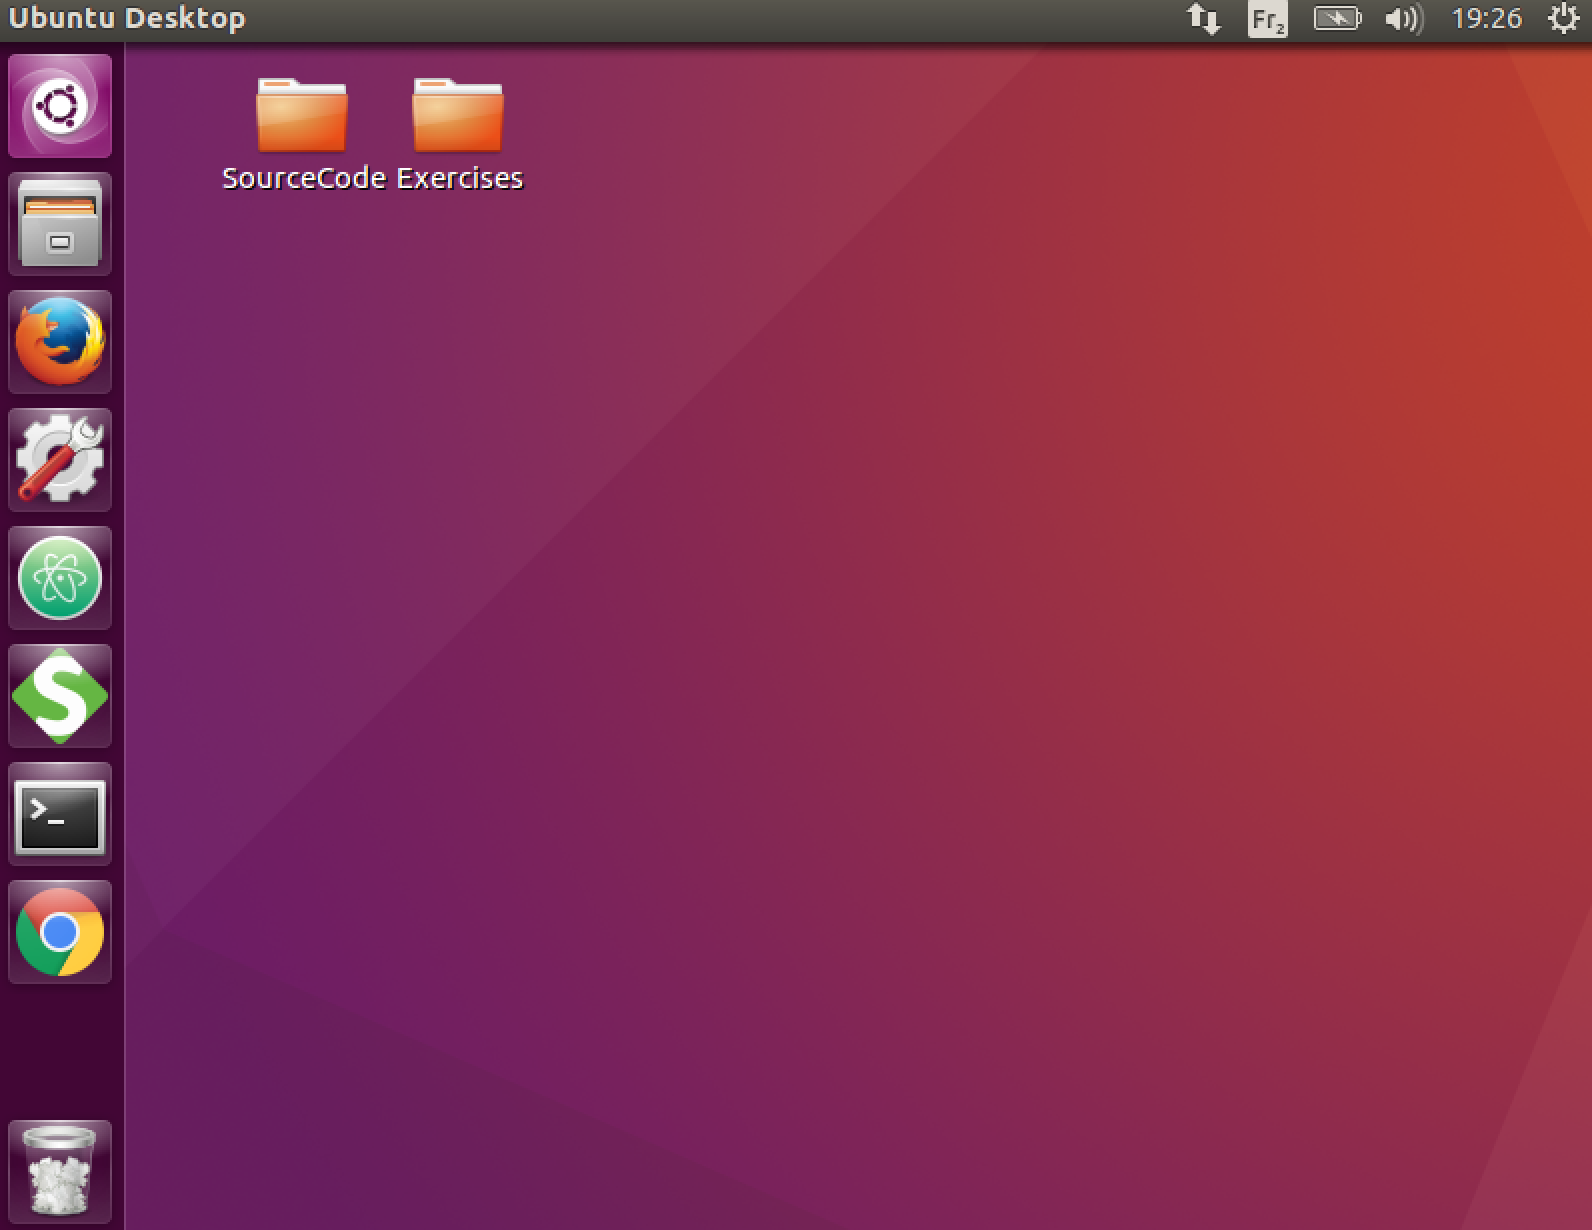 Ubuntu Desktop
Fr2
19:26
SourceCode
Exercises